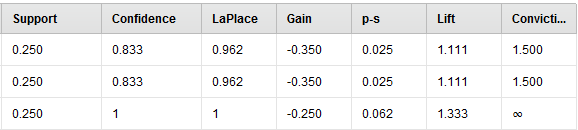 Support Confidence LaPlace Gain p-s Lift Convicti...
0.250 0.833 0.962 -0.350 0.025 1.111 1.500
0.250 0.833 0.962 -0.350 0.025 1.111 1.500
0.250 1 1 -0.250 0.062 1.333 ∞